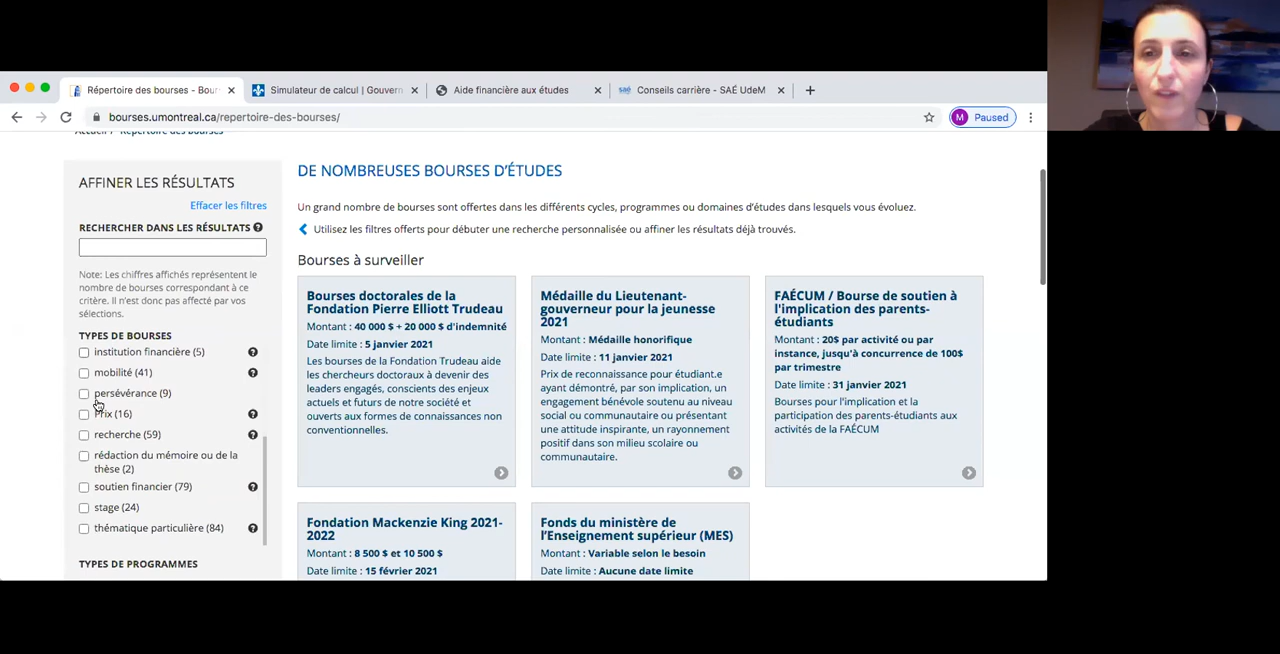 Répertoire des bourses - Bour
Simulateur de calcul | Gouvern
Aide financière aux études
Conseils carrière - SAÉ UdeM
bourses.umontreal.ca/repertoire-des-bourses/
M Paused
Accueil / Répertoire des bourses
AFFINER LES RÉSULTATS
Effacer les filtres
RECHERCHER DANS LES RÉSULTATS
Note: Les chiffres affichés représentent le
nombre de bourses correspondant à ce
critère. Il n'est donc pas affecté par vos
sélections.
TYPES DE BOURSES
institution financière (5)
mobilité (41)
persévérance (9)
Prix (16)
recherche (59)
rédaction du mémoire ou de la
thèse (2)
soutien financier (79)
stage (24)
thématique particulière (84)
TYPES DE PROGRAMMES
DE NOMBREUSES BOURSES D'ÉTUDES
Un grand nombre de bourses sont offertes dans les différents cycles, programmes ou domaines d'études dans lesquels vous évoluez.
Utilisez les filtres offerts pour débuter une recherche personnalisée ou affiner les résultats déjà trouvés.
Bourses à surveiller
Bourses doctorales de la
Fondation Pierre Elliott Trudeau
Montant : 40 000 $ + 20 000 $ d'indemnité
Date limite : 5 janvier 2021
Les bourses de la Fondation Trudeau aide
les chercheurs doctoraux à devenir des
leaders engagés, conscients des enjeux
actuels et futurs de notre société et
ouverts aux formes de connaissances non
conventionnelles.
Médaille du Lieutenant-
gouverneur pour la jeunesse
2021
Montant : Médaille honorifique
Date limite : 11 janvier 2021
Prix de reconnaissance pour étudiant.e
ayant démontré, par son implication, un
engagement bénévole soutenu au niveau
social ou communautaire ou présentant
une attitude inspirante, un rayonnement
positif dans son milieu scolaire ou
communautaire.
FAÉCUM / Bourse de soutien à
l'implication des parents-
étudiants
Montant : 20$ par activité ou par
instance, jusqu'à concurrence de 100$
par trimestre
Date limite : 31 janvier 2021
Bourses pour l'implication et la
participation des parents-étudiants aux
activités de la FAÉCUM
Fondation Mackenzie King 2021-
2022
Montant : 8 500 $ et 10 500 $
Date limite : 15 février 2021
Fonds du ministère de
l'Enseignement supérieur (MES)
Montant : Variable selon le besoin
Date limite : Aucune date limite